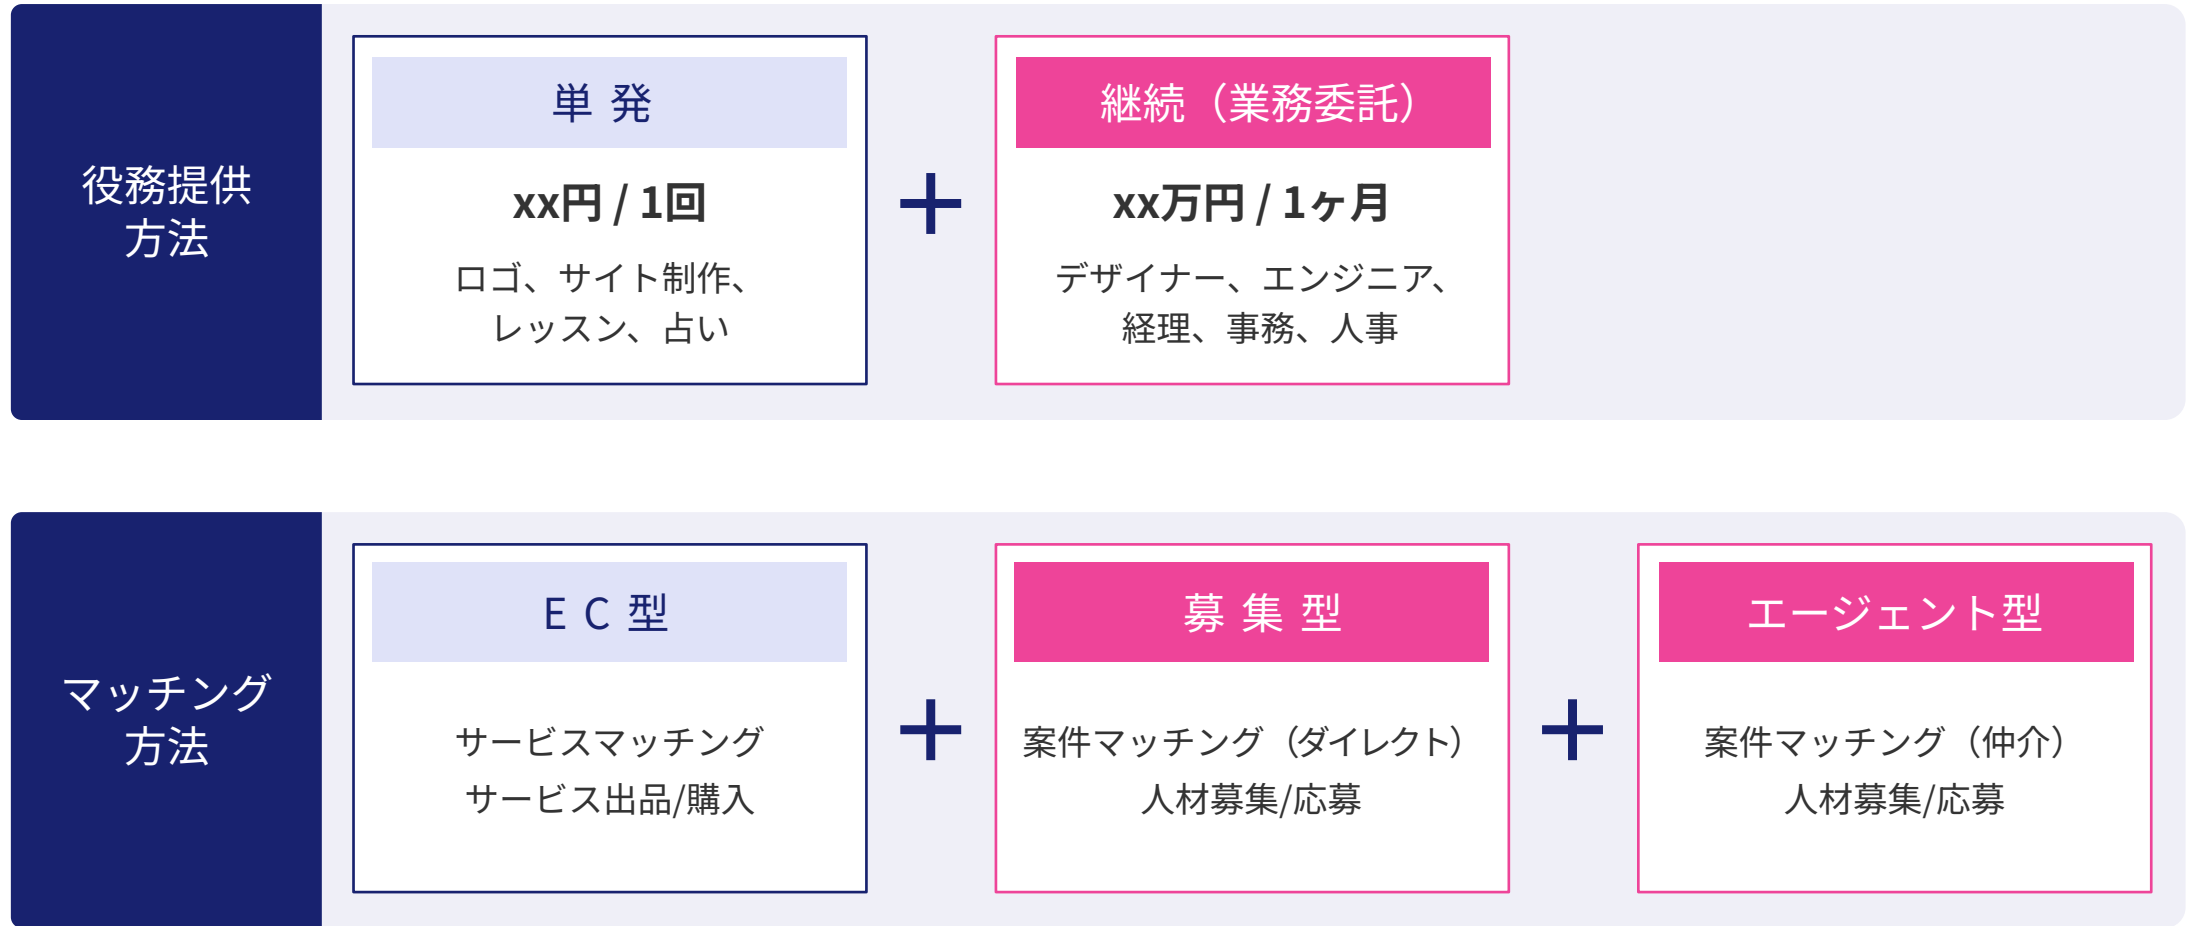 役務提供
方法
単発
xx円 / 1回
ロゴ、サイト制作、
レッスン、占い
+
継続（業務委託）
xx万円 / 1ヶ月
デザイナー、エンジニア、
経理、事務、人事
マッチング
方法
EC型
サービスマッチング
サービス出品/購入
+
募集型
案件マッチング（ダイレクト）
人材募集/応募
+
エージェント型
案件マッチング（仲介）
人材募集/応募